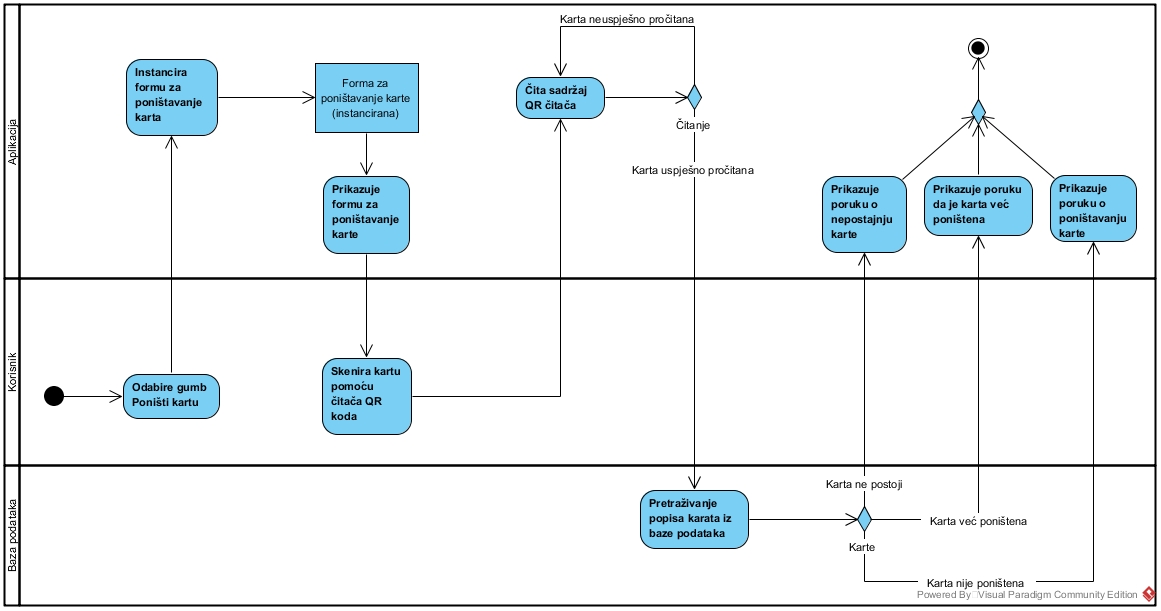 Aplikacija
Instancira
formu za
poništavanje
karta
Forma za
poništavanje karte
(instancirana)
Prikazuje
formu za
poništavanje
karte
Karta neuspješno pročitana
Čita sadržaj
QR čitača
Čitanje
Karta uspješno pročitana
Prikazuje
poruku o
nepostajnju
karte
Prikazuje poruku
da je karta već
poništena
Prikazuje
poruku o
poništavanju
karte
Korisnik
Odabire gumb
Poništi kartu
Skenira kartu
pomoću
čitača QR
koda
Baza podataka
Pretraživanje
popisa karata iz
baze podataka
Karta ne postoji
Karte
Karta već poništena
Karta nije poništena
Powered By Visual Paradigm Community Edition